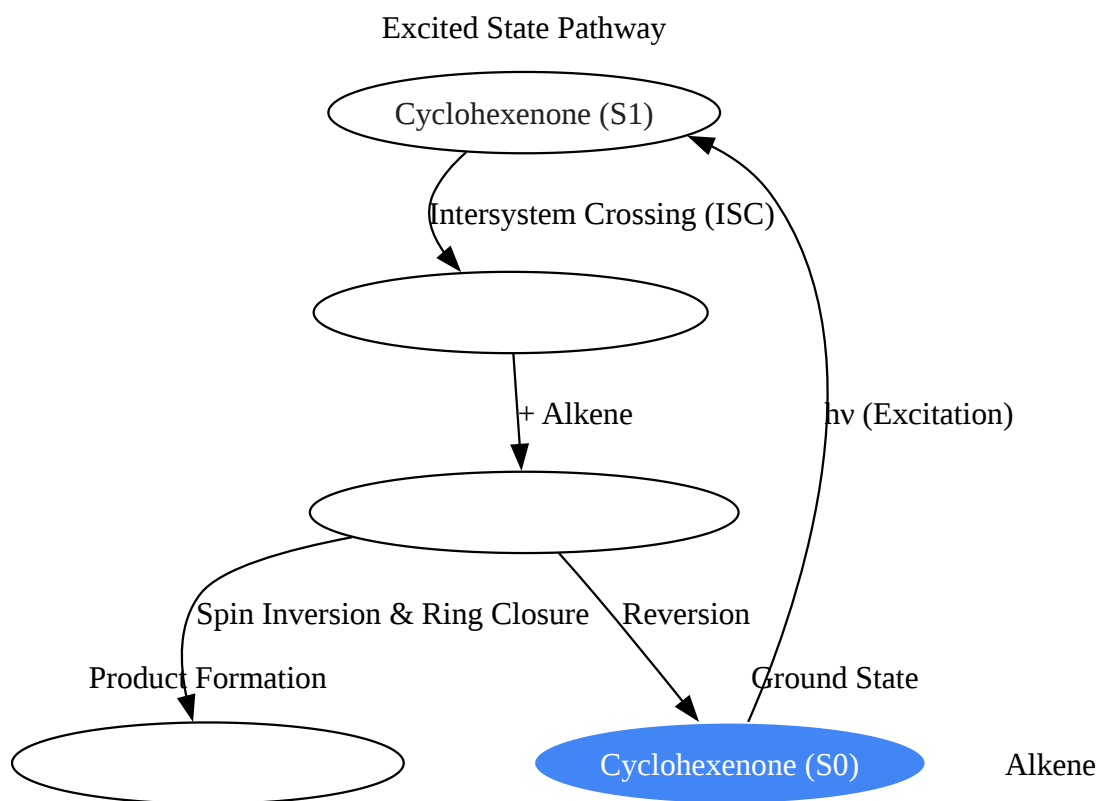 Excited State Pathway
Cyclohexenone (S1)
Intersystem Crossing (ISC)
+ Alkene
hν (Excitation)
Spin Inversion & Ring Closure
Reversion
Product Formation
Ground State
Cyclohexenone (S0)
Alkene